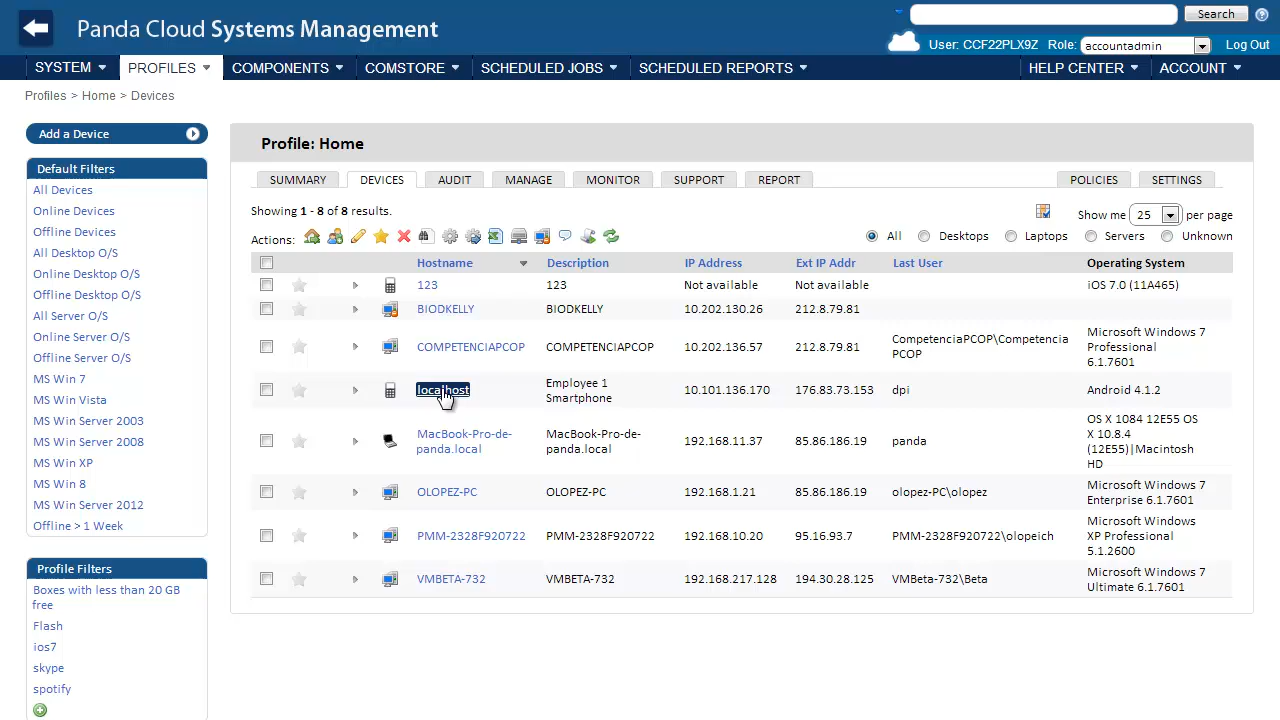 Panda Cloud Systems Management
Search
User: CCF22PLX9Z Role: accountadmin Log Out
SYSTEM PROFILES COMPONENTS COMSTORE SCHEDULED JOBS SCHEDULED REPORTS HELP CENTER ACCOUNT
Profiles > Home > Devices
Add a Device
Default Filters
All Devices
Online Devices
Offline Devices
All Desktop O/S
Online Desktop O/S
Offline Desktop O/S
All Server O/S
Online Server O/S
Offline Server O/S
MS Win 7
MS Win Vista
MS Win Server 2003
MS Win Server 2008
MS Win XP
MS Win 8
MS Win Server 2012
Offline > 1 Week
Profile Filters
Boxes with less than 20 GB
free
Flash
ios7
skype
spotify
Profile: Home
SUMMARY DEVICES AUDIT MANAGE MONITOR SUPPORT REPORT POLICIES SETTINGS
Showing 1 - 8 of 8 results.
Show me 25 per page
Actions:
All Desktops Laptops Servers Unknown
Hostname Description IP Address Ext IP Addr Last User Operating System
123 123 Not available Not available iOS 7.0 (11A465)
BIODKELLY BIODKELLY 10.202.130.26 212.8.79.81
COMPETENCIAPCOP COMPETENCIAPCOP 10.202.136.57 212.8.79.81
CompetenciaPCOP\Competencia
PCOP
Microsoft Windows 7
Professional
6.1.7601
localhost
Employee 1
Smartphone
10.101.136.170 176.83.73.153 dpi Android 4.1.2
MacBook-Pro-de-
panda.local
MacBook-Pro-de-
panda.local
192.168.11.37 85.86.186.19 panda
OS X 1084 12E55 OS
X 10.8.4
(12E55)|Macintosh
HD
OLOPEZ-PC OLOPEZ-PC 192.168.1.21 85.86.186.19 olopez-PC\olopez
Microsoft Windows 7
Enterprise 6.1.7601
PMM-2328F920722 PMM-2328F920722 192.168.10.20 95.16.93.7 PMM-2328F920722\olopeich
Microsoft Windows
XP Professional
5.1.2600
VMBETA-732 VMBETA-732 192.168.217.128 194.30.28.125 VMBeta-732\Beta
Microsoft Windows 7
Ultimate 6.1.7601